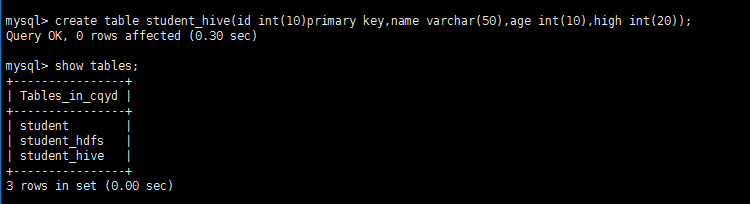 mysql> create table student_hive(id int(10)primary key,name varchar(50),age int(10),high int(20));
Query OK, 0 rows affected (0.30 sec)
mysql> show tables;
+----------------+
| Tables_in_cqyd |
+----------------+
| student        |
| student_hdfs   |
| student_hive   |
+----------------+
3 rows in set (0.00 sec)